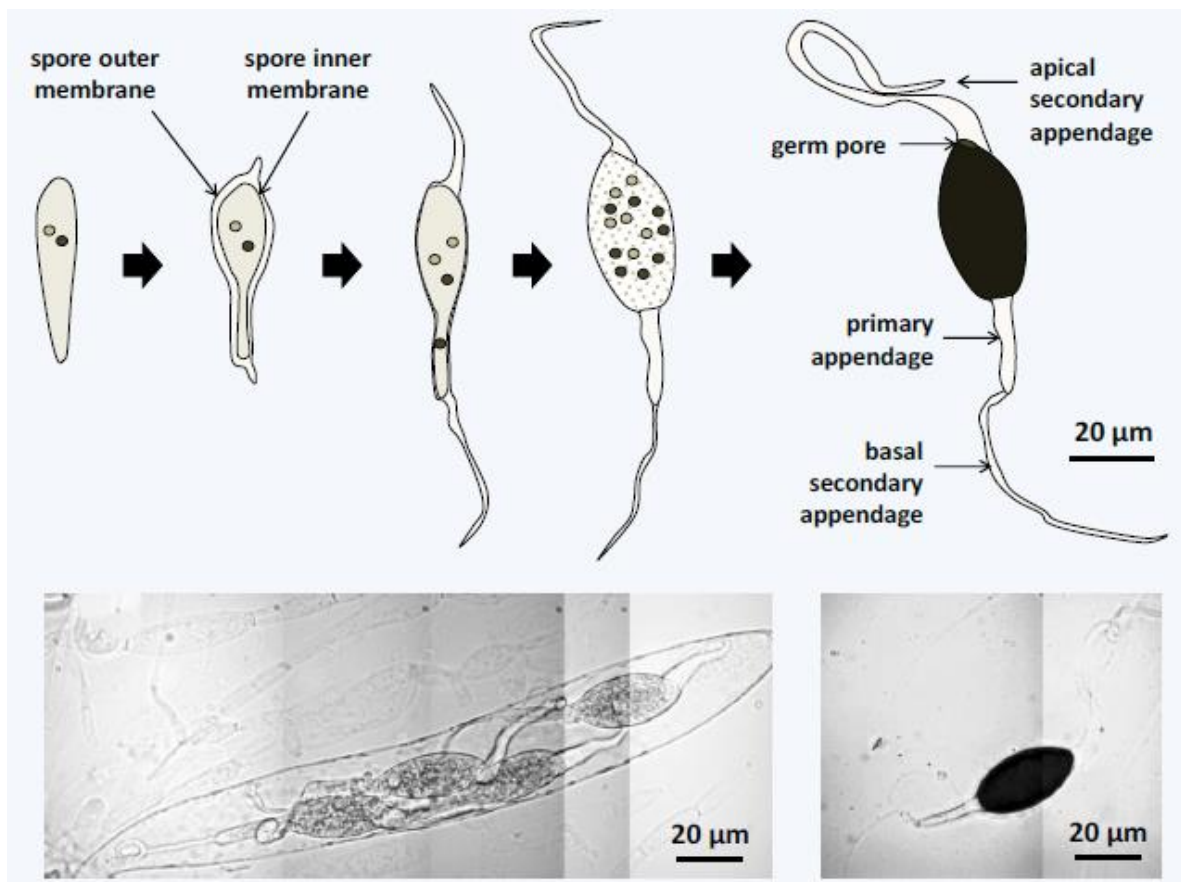 spore outer
membrane
spore inner
membrane
apical
secondary
appendage
germ pore
primary
appendage
20 µm
basal
secondary
appendage
20 µm
20 µm